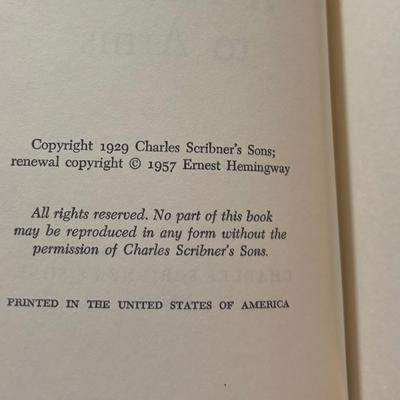 to Arms
Copyright 1929 Charles Scribner's Sons;
renewal copyright © 1957 Ernest Hemingway
All rights reserved. No part of this book
may be reproduced in any form without the
permission of Charles Scribner's Sons.
PRINTED IN THE UNITED STATES OF AMERICA